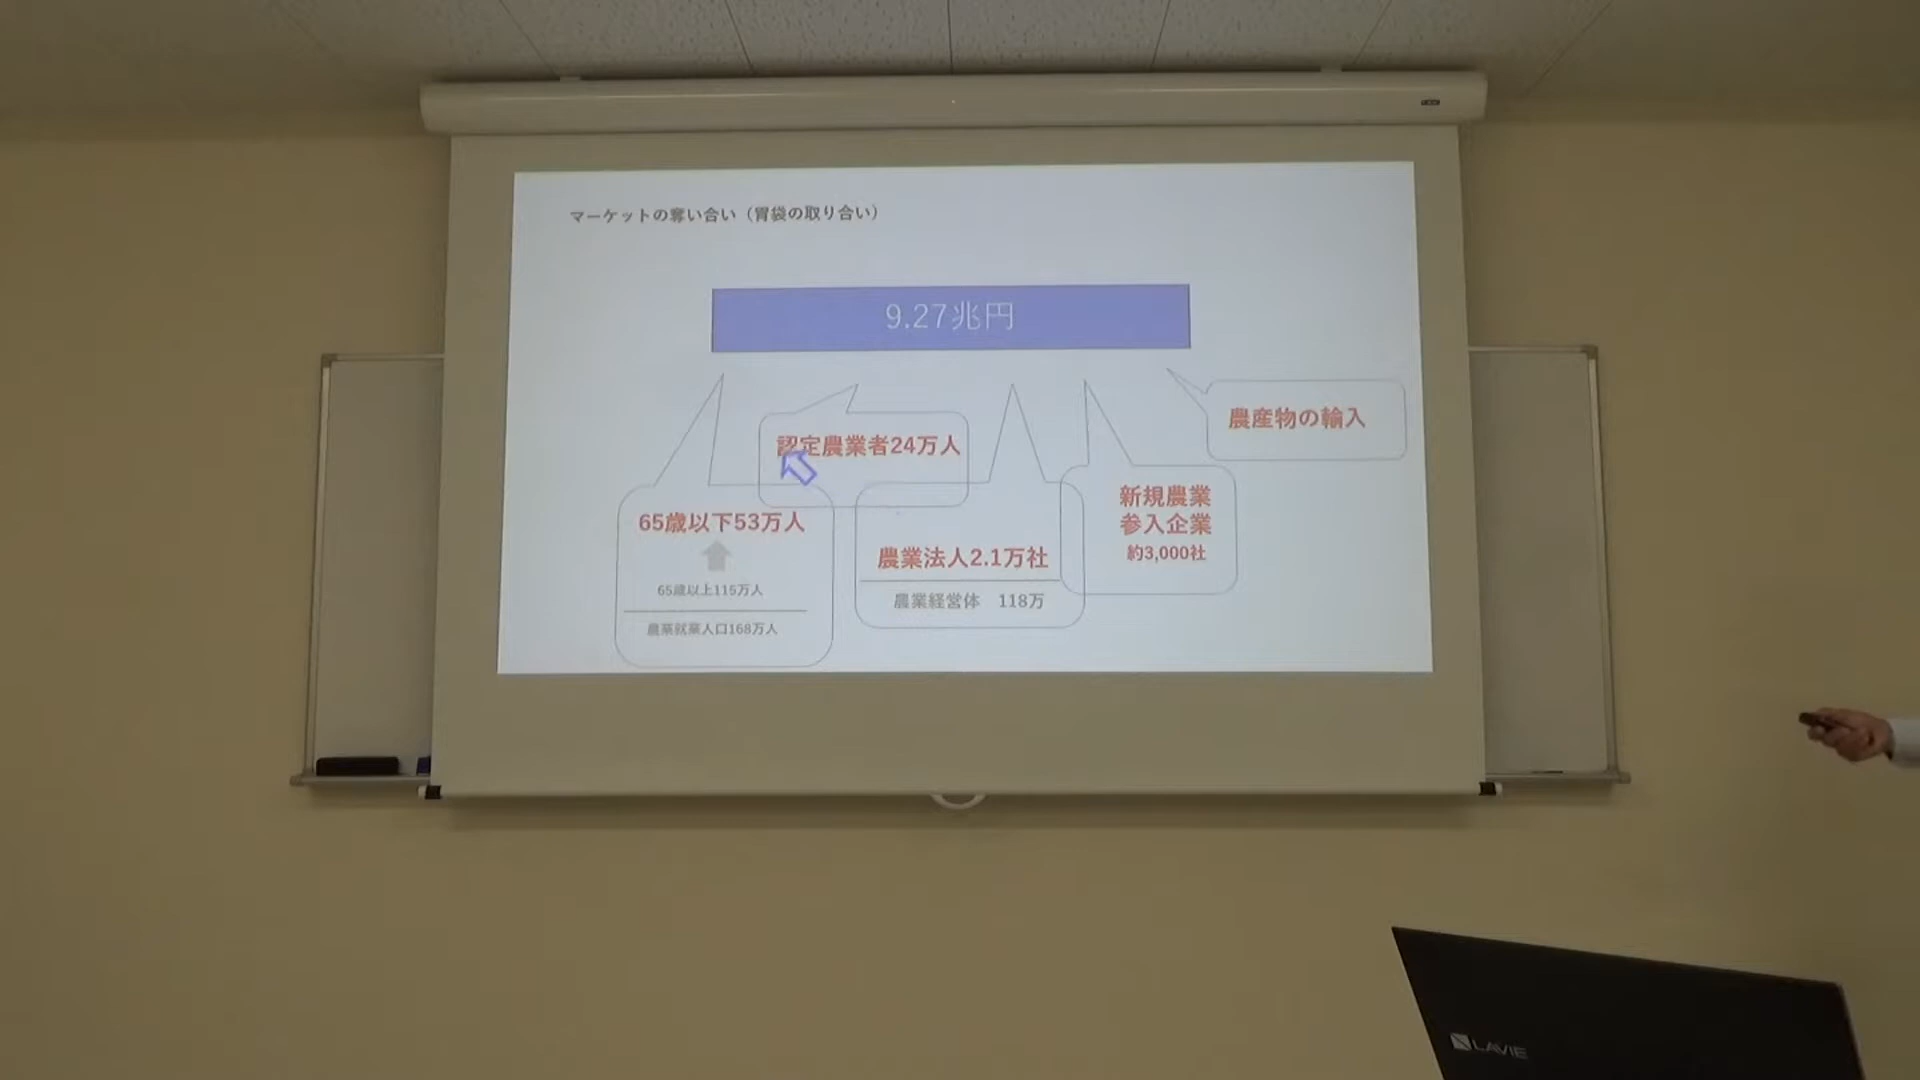 マーケットの奪い合い（胃袋の取り合い）
9.27兆円
認定農業者24万人
農産物の輸入
65歳以下53万人
65歳以上115万人
農業就業人口168万人
農業法人2.1万社
農業経営体 118万
新規農業
参入企業
約3,000社
LAVIE